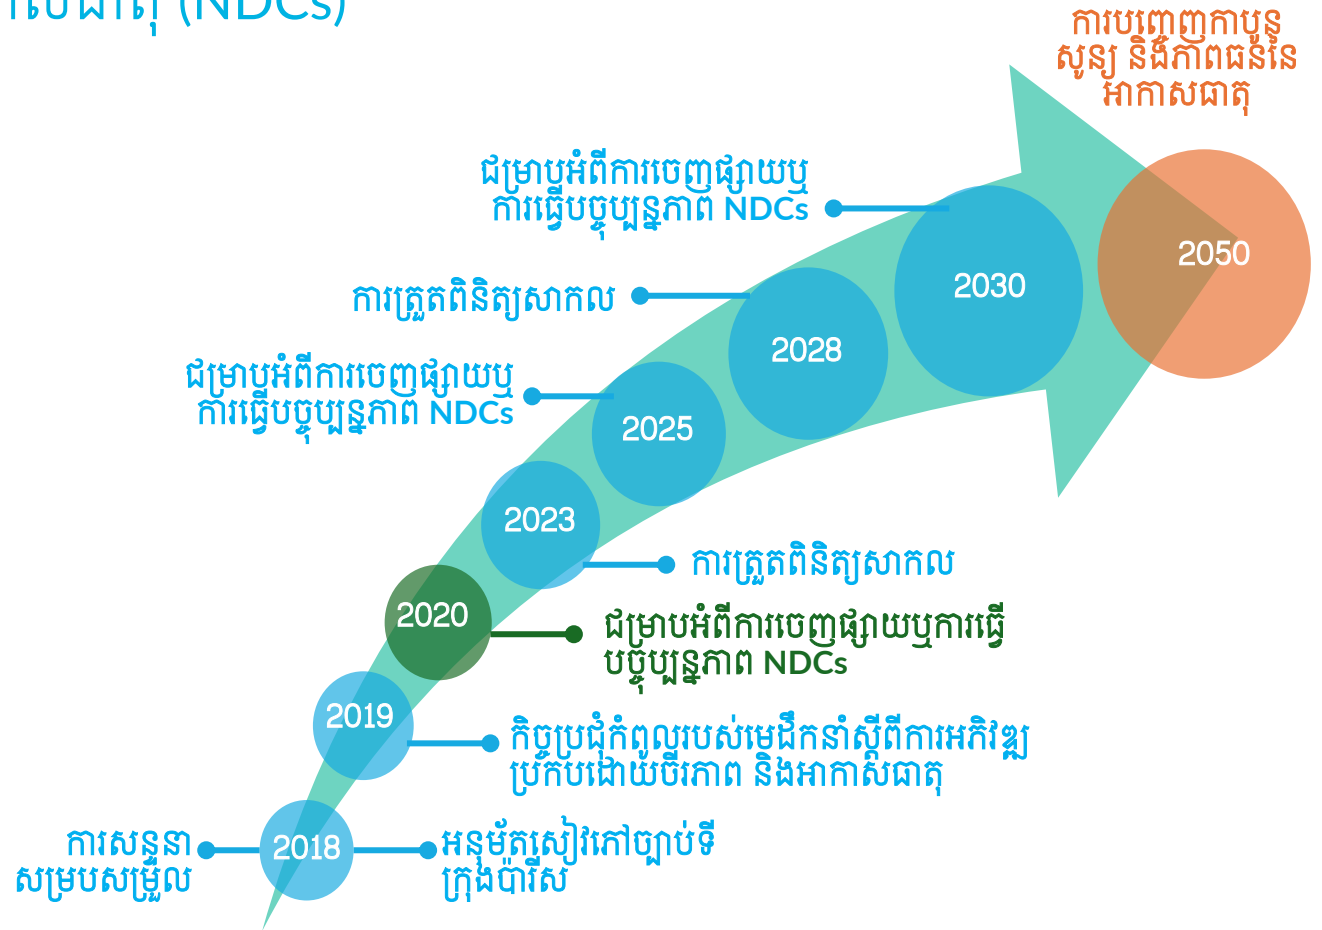 (NDCs)
ការបញ្ចេញកាបូន
សូន្យ និងភាពធន់នៃ
អាកាសធាតុ
ជម្រាបអំពីការចេញផ្សាយឬ
ការធ្វើបច្ចុប្បន្នភាព NDCs
2050
2030
ការត្រួតពិនិត្យសាកល
2028
ជម្រាបអំពីការចេញផ្សាយឬ
ការធ្វើបច្ចុប្បន្នភាព NDCs
2025
2023
ការត្រួតពិនិត្យសាកល
2020
ជម្រាបអំពីការចេញផ្សាយឬការធ្វើ
បច្ចុប្បន្នភាព NDCs
2019
កិច្ចប្រជុំកំពូលរបស់មេដឹកនាំស្តីពីការអភិវឌ្ឍ
ប្រកបដោយចីរភាព និងអាកាសធាតុ
ការសន្ទនា
សម្របសម្រួល
2018
អនុម័តសៀវភៅច្បាប់ទី
ក្រុងប៉ារីស